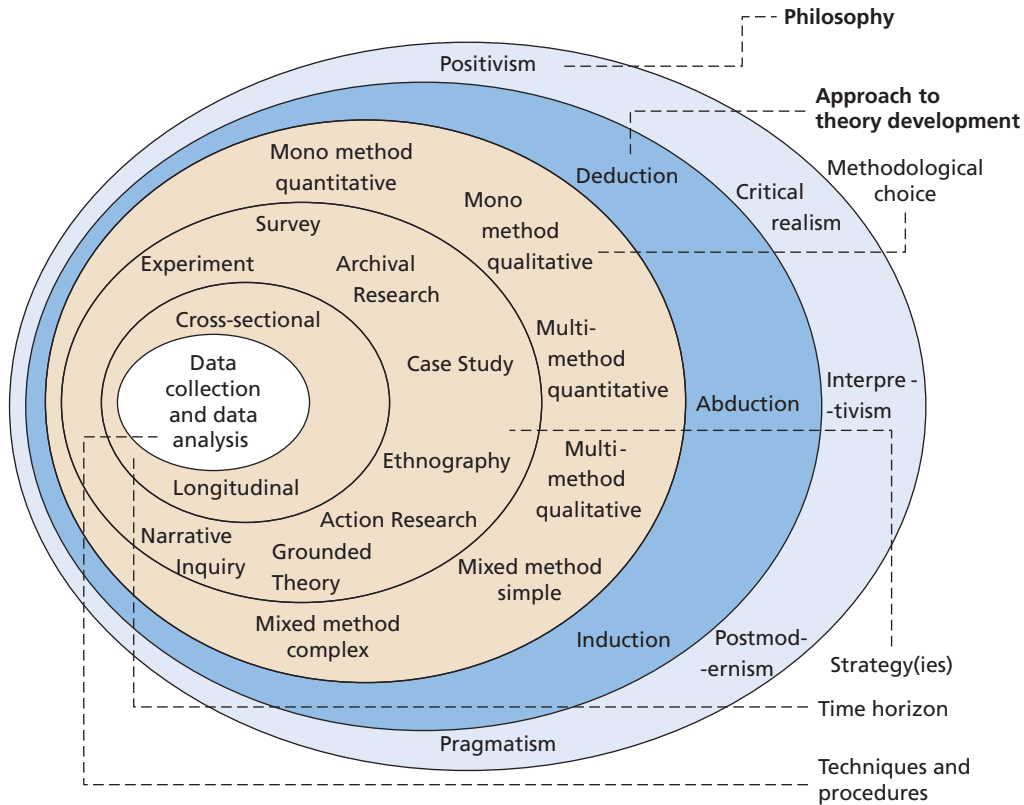 Philosophy
Positivism
Approach to
theory development
Mono method
quantitative
Deduction
Methodological
choice
Critical
realism
Mono
method
qualitative
Survey
Experiment
Archival
Research
Cross-sectional
Multi-
method
quantitative
Data
collection
and data
analysis
Case Study
Abduction
Interpre-
-tivism
Ethnography
Multi-
method
qualitative
Longitudinal
Action Research
Narrative
Inquiry
Grounded
Theory
Mixed method
simple
Mixed method
complex
Induction
Postmod-
-ernism
Strategy(ies)
Time horizon
Pragmatism
Techniques and
procedures